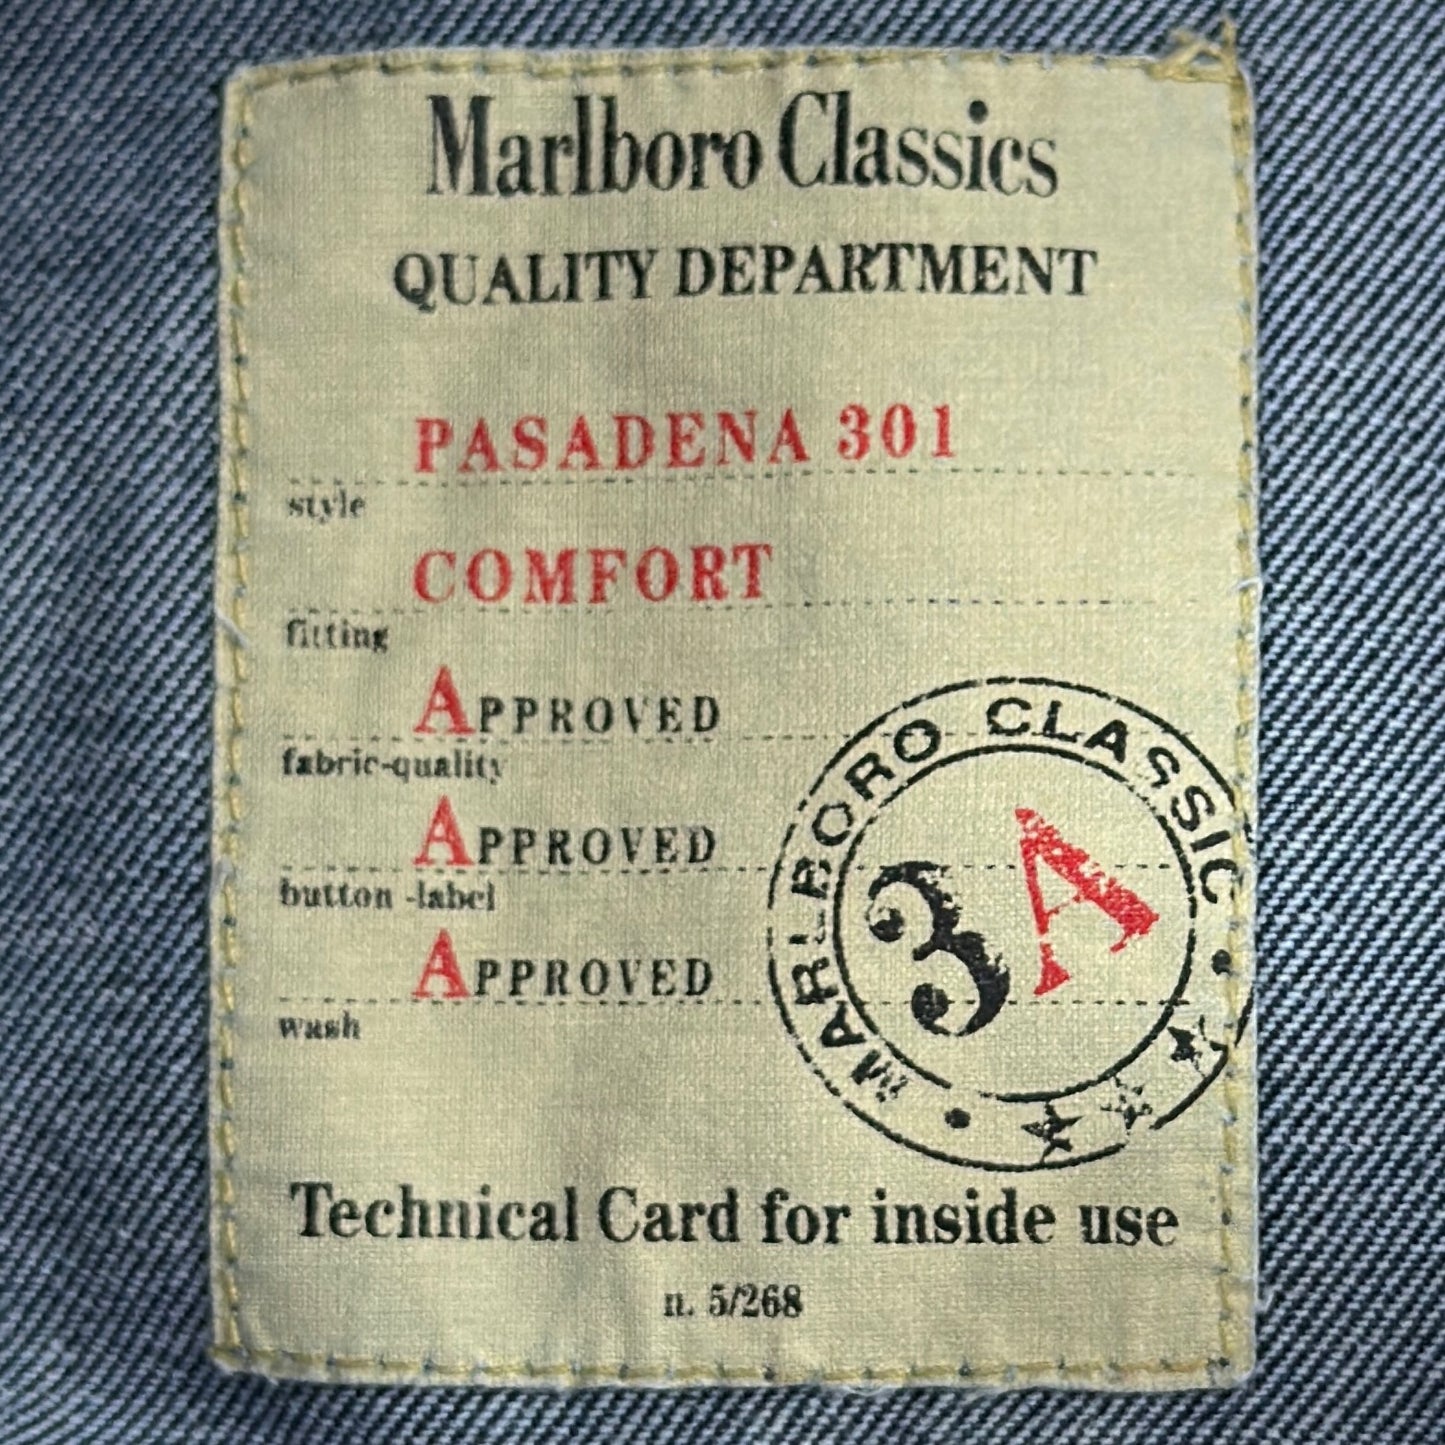 Marlboro Classics
QUALITY DEPARTMENT
PASADENA 301
style
COMFORT
fitting
APPROVED
fabric-quality
APPROVED
button -label
APPROVED
wash
MARLBORO CLASSIC
3A
Technical Card for inside use
n. 5/268